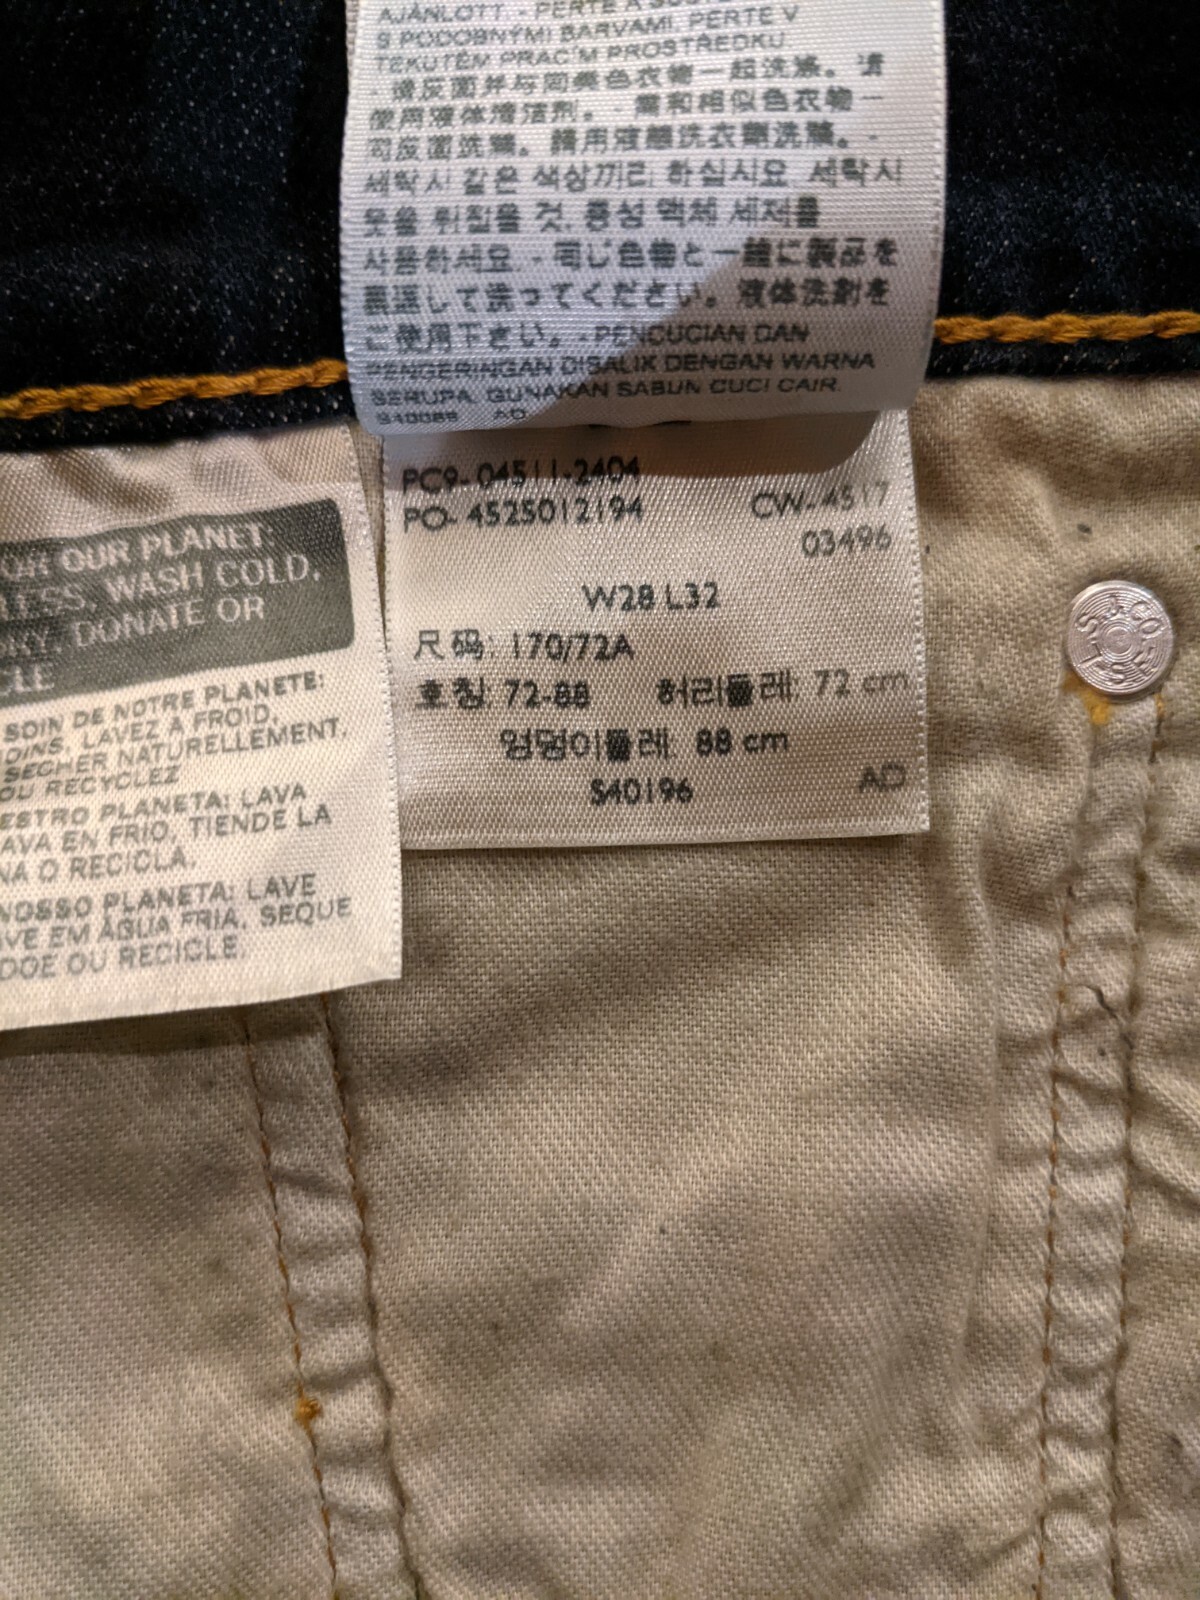 AJÁNLOTT. - PERTE A
S PODOBNÝMI BARVAMI. PERTE V
TEKUTÉM PRACÍM PROSTŘEDKU
- 请反面并与同类色衣物一起洗涤。请
使用液体清洁剂。 - 需和相似色衣物一
同反面洗滌。請用液態洗衣劑洗滌。 -
세탁시 같은 색상끼리 하실시요. 세탁시
옷을 뒤집을 것. 중성 액체 세제를
사용하세요. - 同じ色物と一緒に製品を
裏返して洗ってください。液体洗剤を
ご使用下さい。 - PENCUCIAN DAN
PENGERINGAN DISALIK DENGAN WARNA
SERUPA. GUNAKAN SABUN CUCI CAIR.
S40088 AD
PC9-04511-2404
PO- 4525012194 CW-4517
03496
W28 L32
尺码: 170/72A
호칭: 72-88 허리둘레: 72 cm
엉덩이둘레: 88 cm
S40196 AD
OUR PLANET:
LESS, WASH COLD,
DRY, DONATE OR
SOIN DE NOTRE PLANETE:
LAVEZ A FROID,
SECHER NATURELLEMENT,
OU RECYCLEZ
PLANETA: LAVA
LAVA EN FRIO, TIENDE LA
O RECICLA.
NOSSO PLANETA: LAVE
EM ÁGUA FRIA, SEQUE
DOE OU RECICLE.